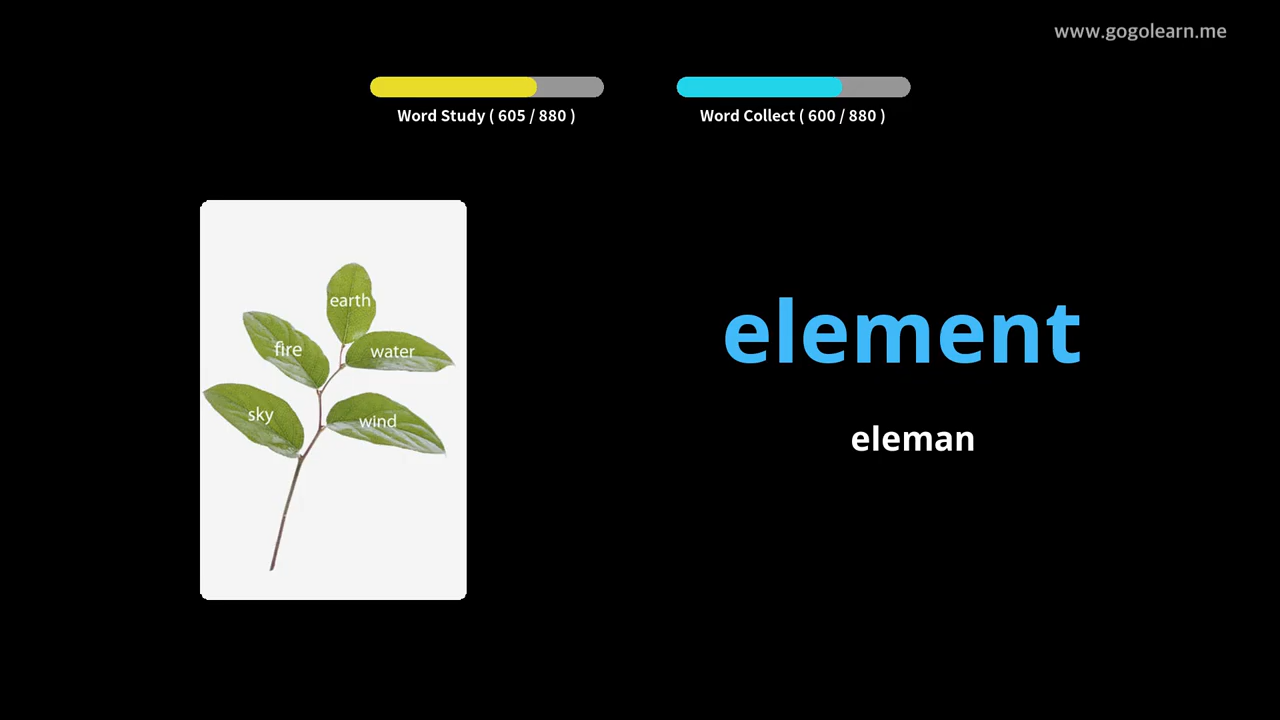 www.gogolearn.me
Word Study ( 605 / 880 )
Word Collect ( 600 / 880 )
earth
fire
water
sky
wind
element
eleman